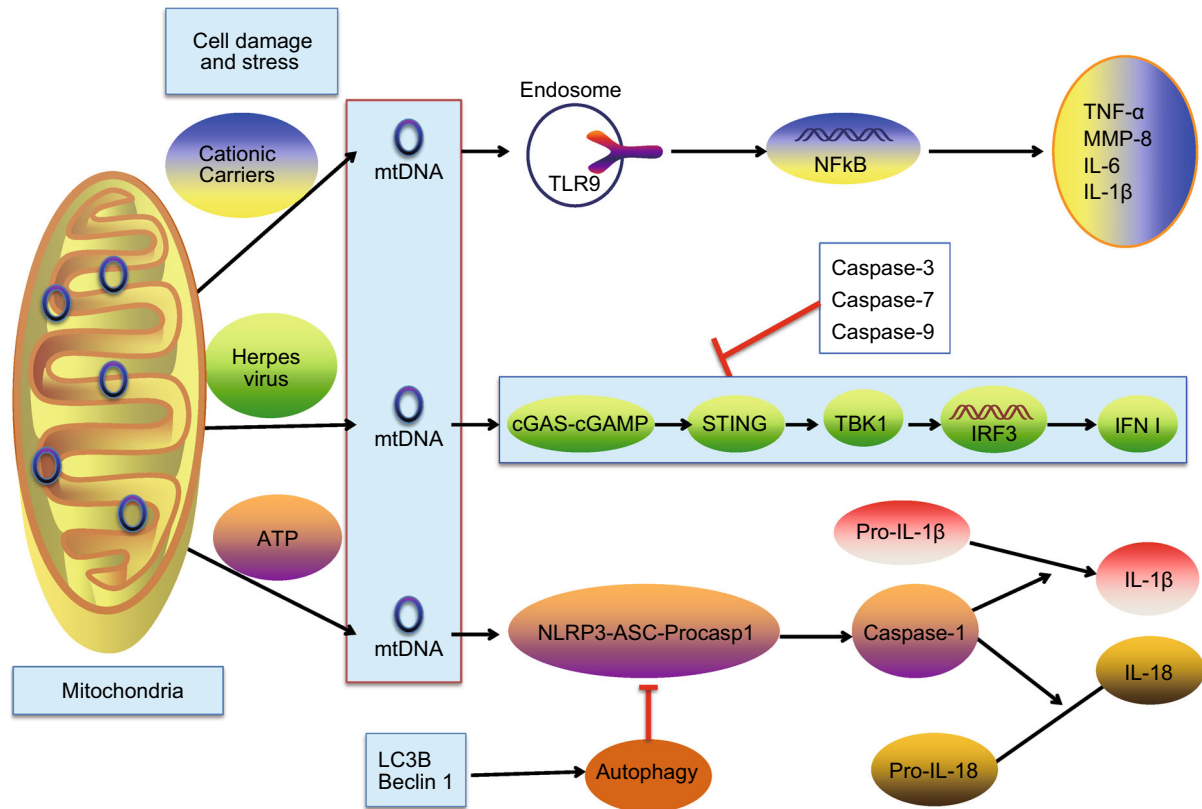 Cell damage
and stress
Cationic
Carriers
mtDNA
Endosome
TLR9
NFkB
TNF-α
MMP-8
IL-6
IL-1β
Caspase-3
Caspase-7
Caspase-9
Herpes
virus
mtDNA
cGAS-cGAMP
STING
TBK1
IRF3
IFN I
ATP
mtDNA
NLRP3-ASC-Procasp1
Caspase-1
Pro-IL-1β
IL-1β
IL-18
Pro-IL-18
Mitochondria
LC3B
Beclin 1
Autophagy